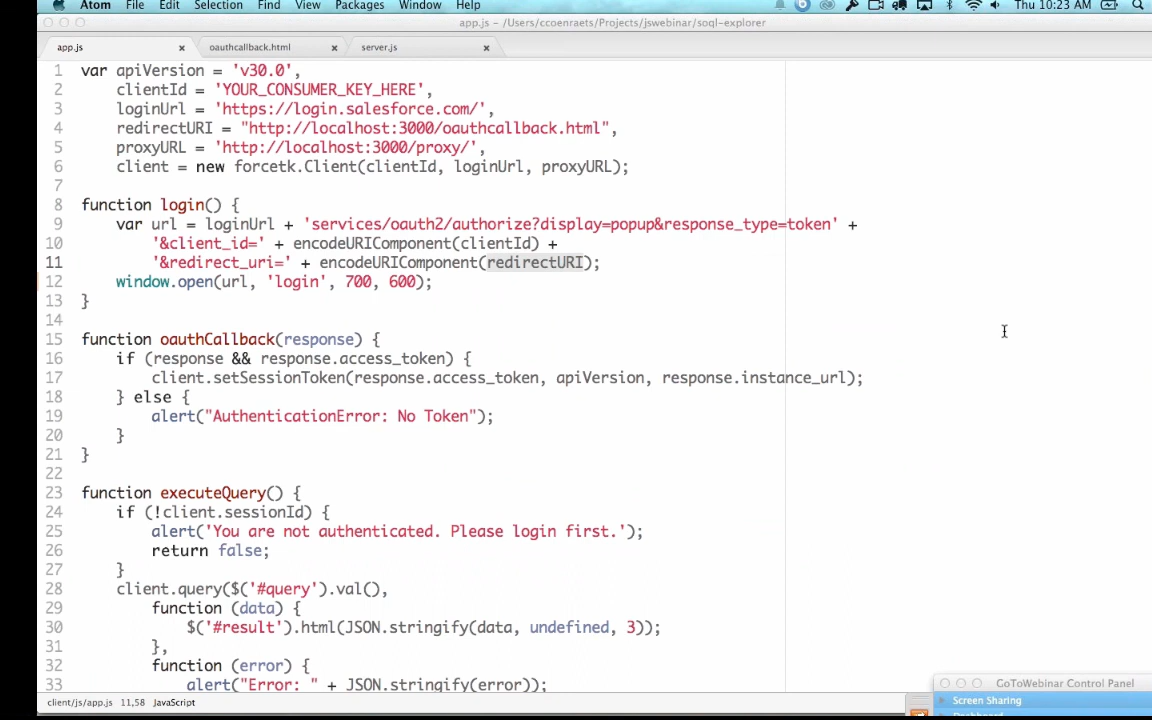 Atom File Edit Selection Find View Packages Window Help Thu 10:23 AM
app.js - /Users/ccoenraets/Projects/jswebinar/soql-explorer
app.js oauthcallback.html server.js
1 var apiVersion = 'v30.0',
2 clientId = 'YOUR_CONSUMER_KEY_HERE',
3 loginUrl = 'https://login.salesforce.com/',
4 redirectURI = "http://localhost:3000/oauthcallback.html",
5 proxyURL = 'http://localhost:3000/proxy/',
6 client = new forcetk.Client(clientId, loginUrl, proxyURL);
7
8 function login() {
9 var url = loginUrl + 'services/oauth2/authorize?display=popup&response_type=token' +
10 '&client_id=' + encodeURIComponent(clientId) +
11 '&redirect_uri=' + encodeURIComponent(redirectURI);
12 window.open(url, 'login', 700, 600);
13 }
14
15 function oauthCallback(response) {
16 if (response && response.access_token) {
17 client.setSessionToken(response.access_token, apiVersion, response.instance_url);
18 } else {
19 alert("AuthenticationError: No Token");
20 }
21 }
22
23 function executeQuery() {
24 if (!client.sessionId) {
25 alert('You are not authenticated. Please login first.');
26 return false;
27 }
28 client.query($('#query').val(),
29 function (data) {
30 $('#result').html(JSON.stringify(data, undefined, 3));
31 },
32 function (error) {
33 alert("Error: " + JSON.stringify(error));
GoToWebinar Control Panel
Screen Sharing
client/js/app.js 11,58 JavaScript